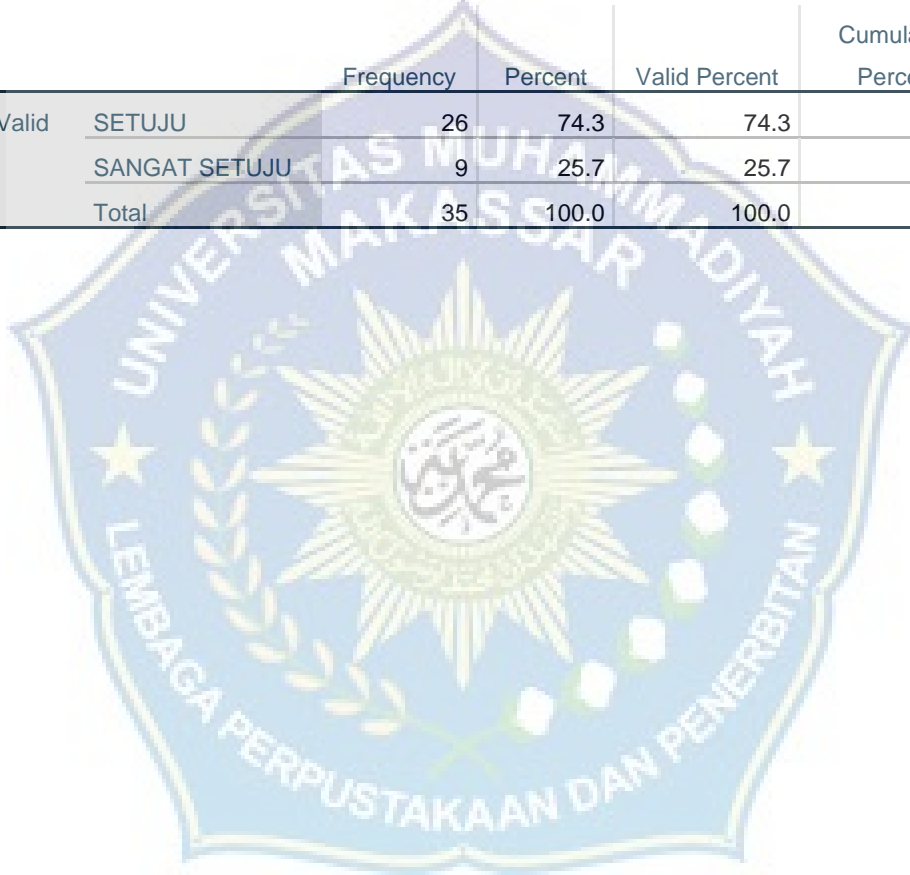 Cumula
Frequency Percent Valid Percent Perce
Valid SETUJU 26 74.3 74.3
SANGAT SETUJU 9 25.7 25.7
Total 35 100.0 100.0
UNIVERSITAS MUHAMMADIYAH
MAKASSAR
LEMBAGA PERPUSTAKAAN DAN PENERBITAN